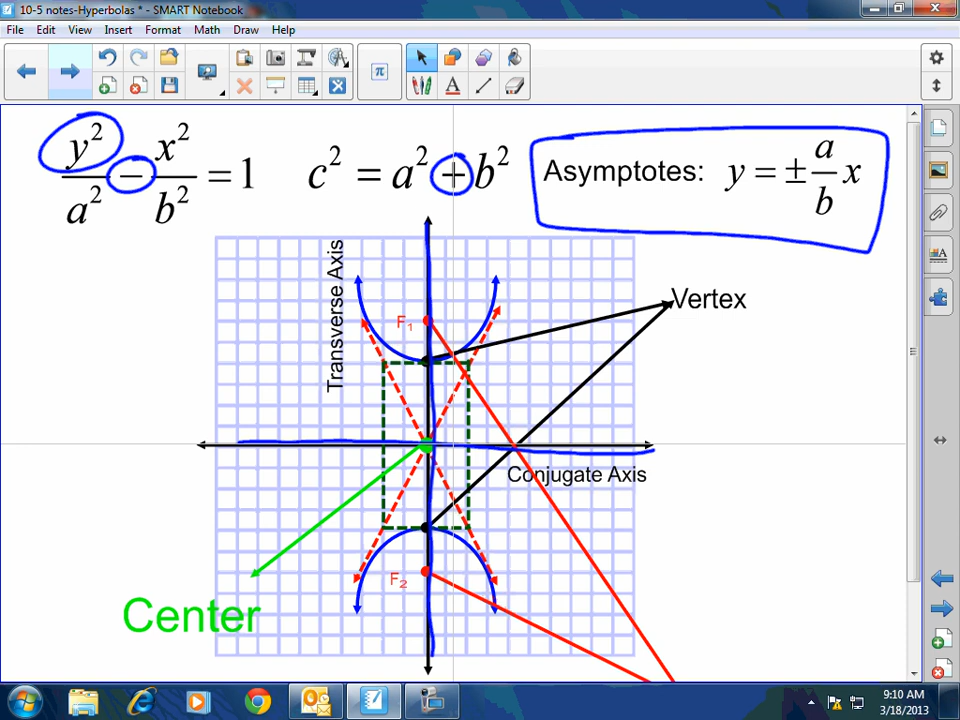 10-5 notes-Hyperbolas * - SMART Notebook
File Edit View Insert Format Math Draw Help
π
A
y²/a² − x²/b² = 1
c² = a² + b²
Asymptotes: y = ± a/b x
Transverse Axis
Vertex
F₁
Conjugate Axis
F₂
Center
9:10 AM
3/18/2013